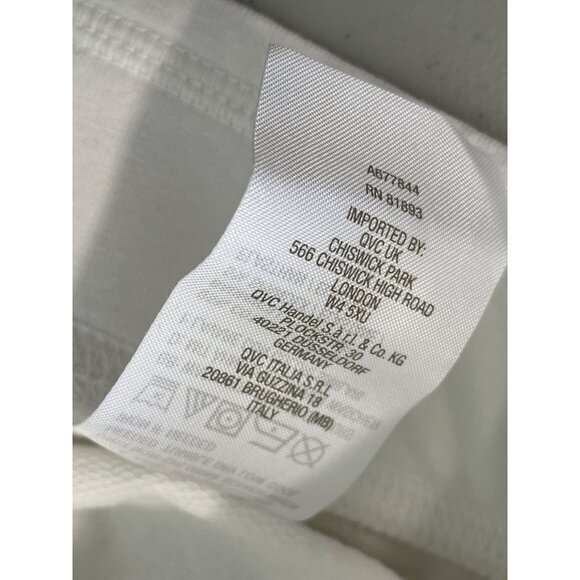 A677844
RN 81893
IMPORTED BY:
QVC UK
CHISWICK PARK
566 CHISWICK HIGH ROAD
LONDON
W4 5XU
QVC Handel S.à r.l. & Co. KG
PLOCKSTR. 30
40221 DÜSSELDORF
GERMANY
QVC ITALIA S.R.L
VIA GUZZINA 18
20861 BRUGHERIO (MB)
ITALY